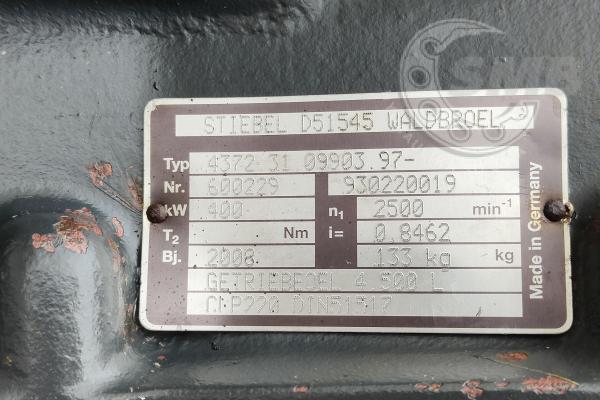 SMB
STIEBEL D51545 WALDBROEL
Typ 4372 31 09903.97-
Nr. 600229 930220019
kW 400 n1 2500 min-1
T2 Nm i= 0.8462
Bj. 2008 133 kg kg
GETRIEBEOEL 4.500 L
CLP220 DIN51517
Made in Germany